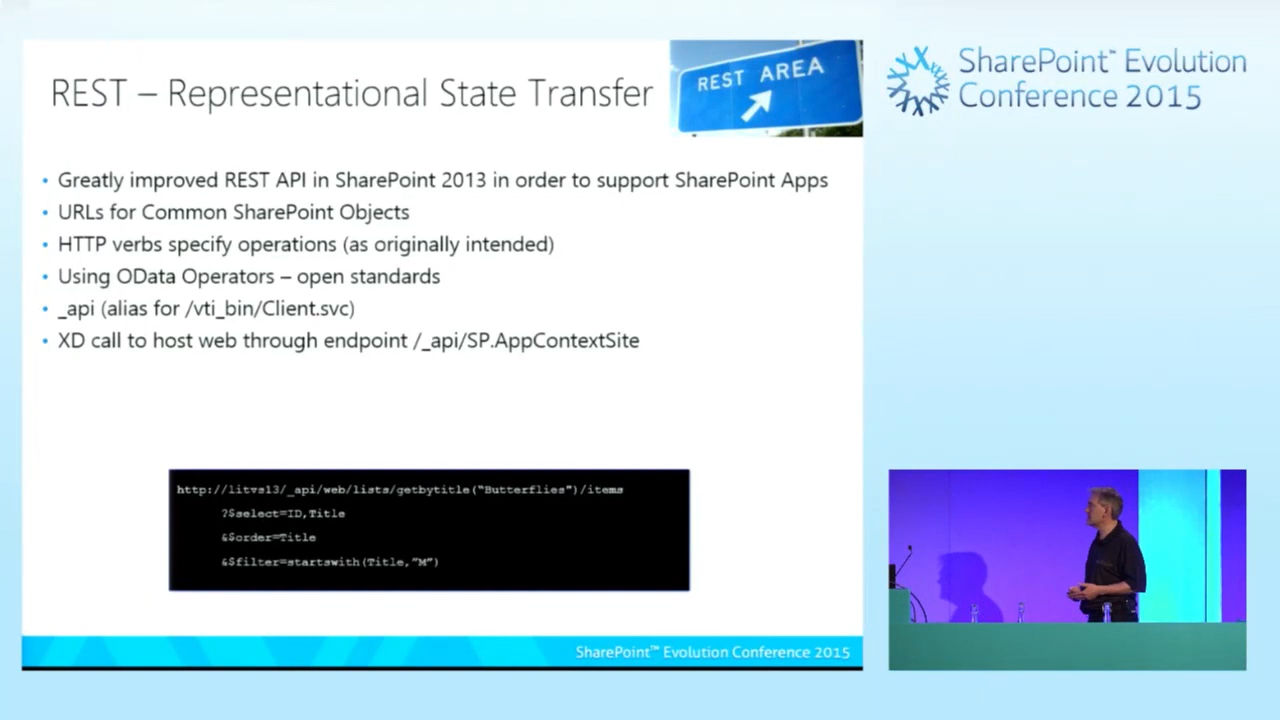 REST – Representational State Transfer
REST AREA
• Greatly improved REST API in SharePoint 2013 in order to support SharePoint Apps
• URLs for Common SharePoint Objects
• HTTP verbs specify operations (as originally intended)
• Using OData Operators – open standards
• _api (alias for /vti_bin/Client.svc)
• XD call to host web through endpoint /_api/SP.AppContextSite
http://litvs13/_api/web/lists/getbytitle("Butterflies")/items
?$select=ID,Title
&$order=Title
&$filter=startswith(Title,"M")
SharePoint™ Evolution Conference 2015
SharePoint™ Evolution
Conference 2015